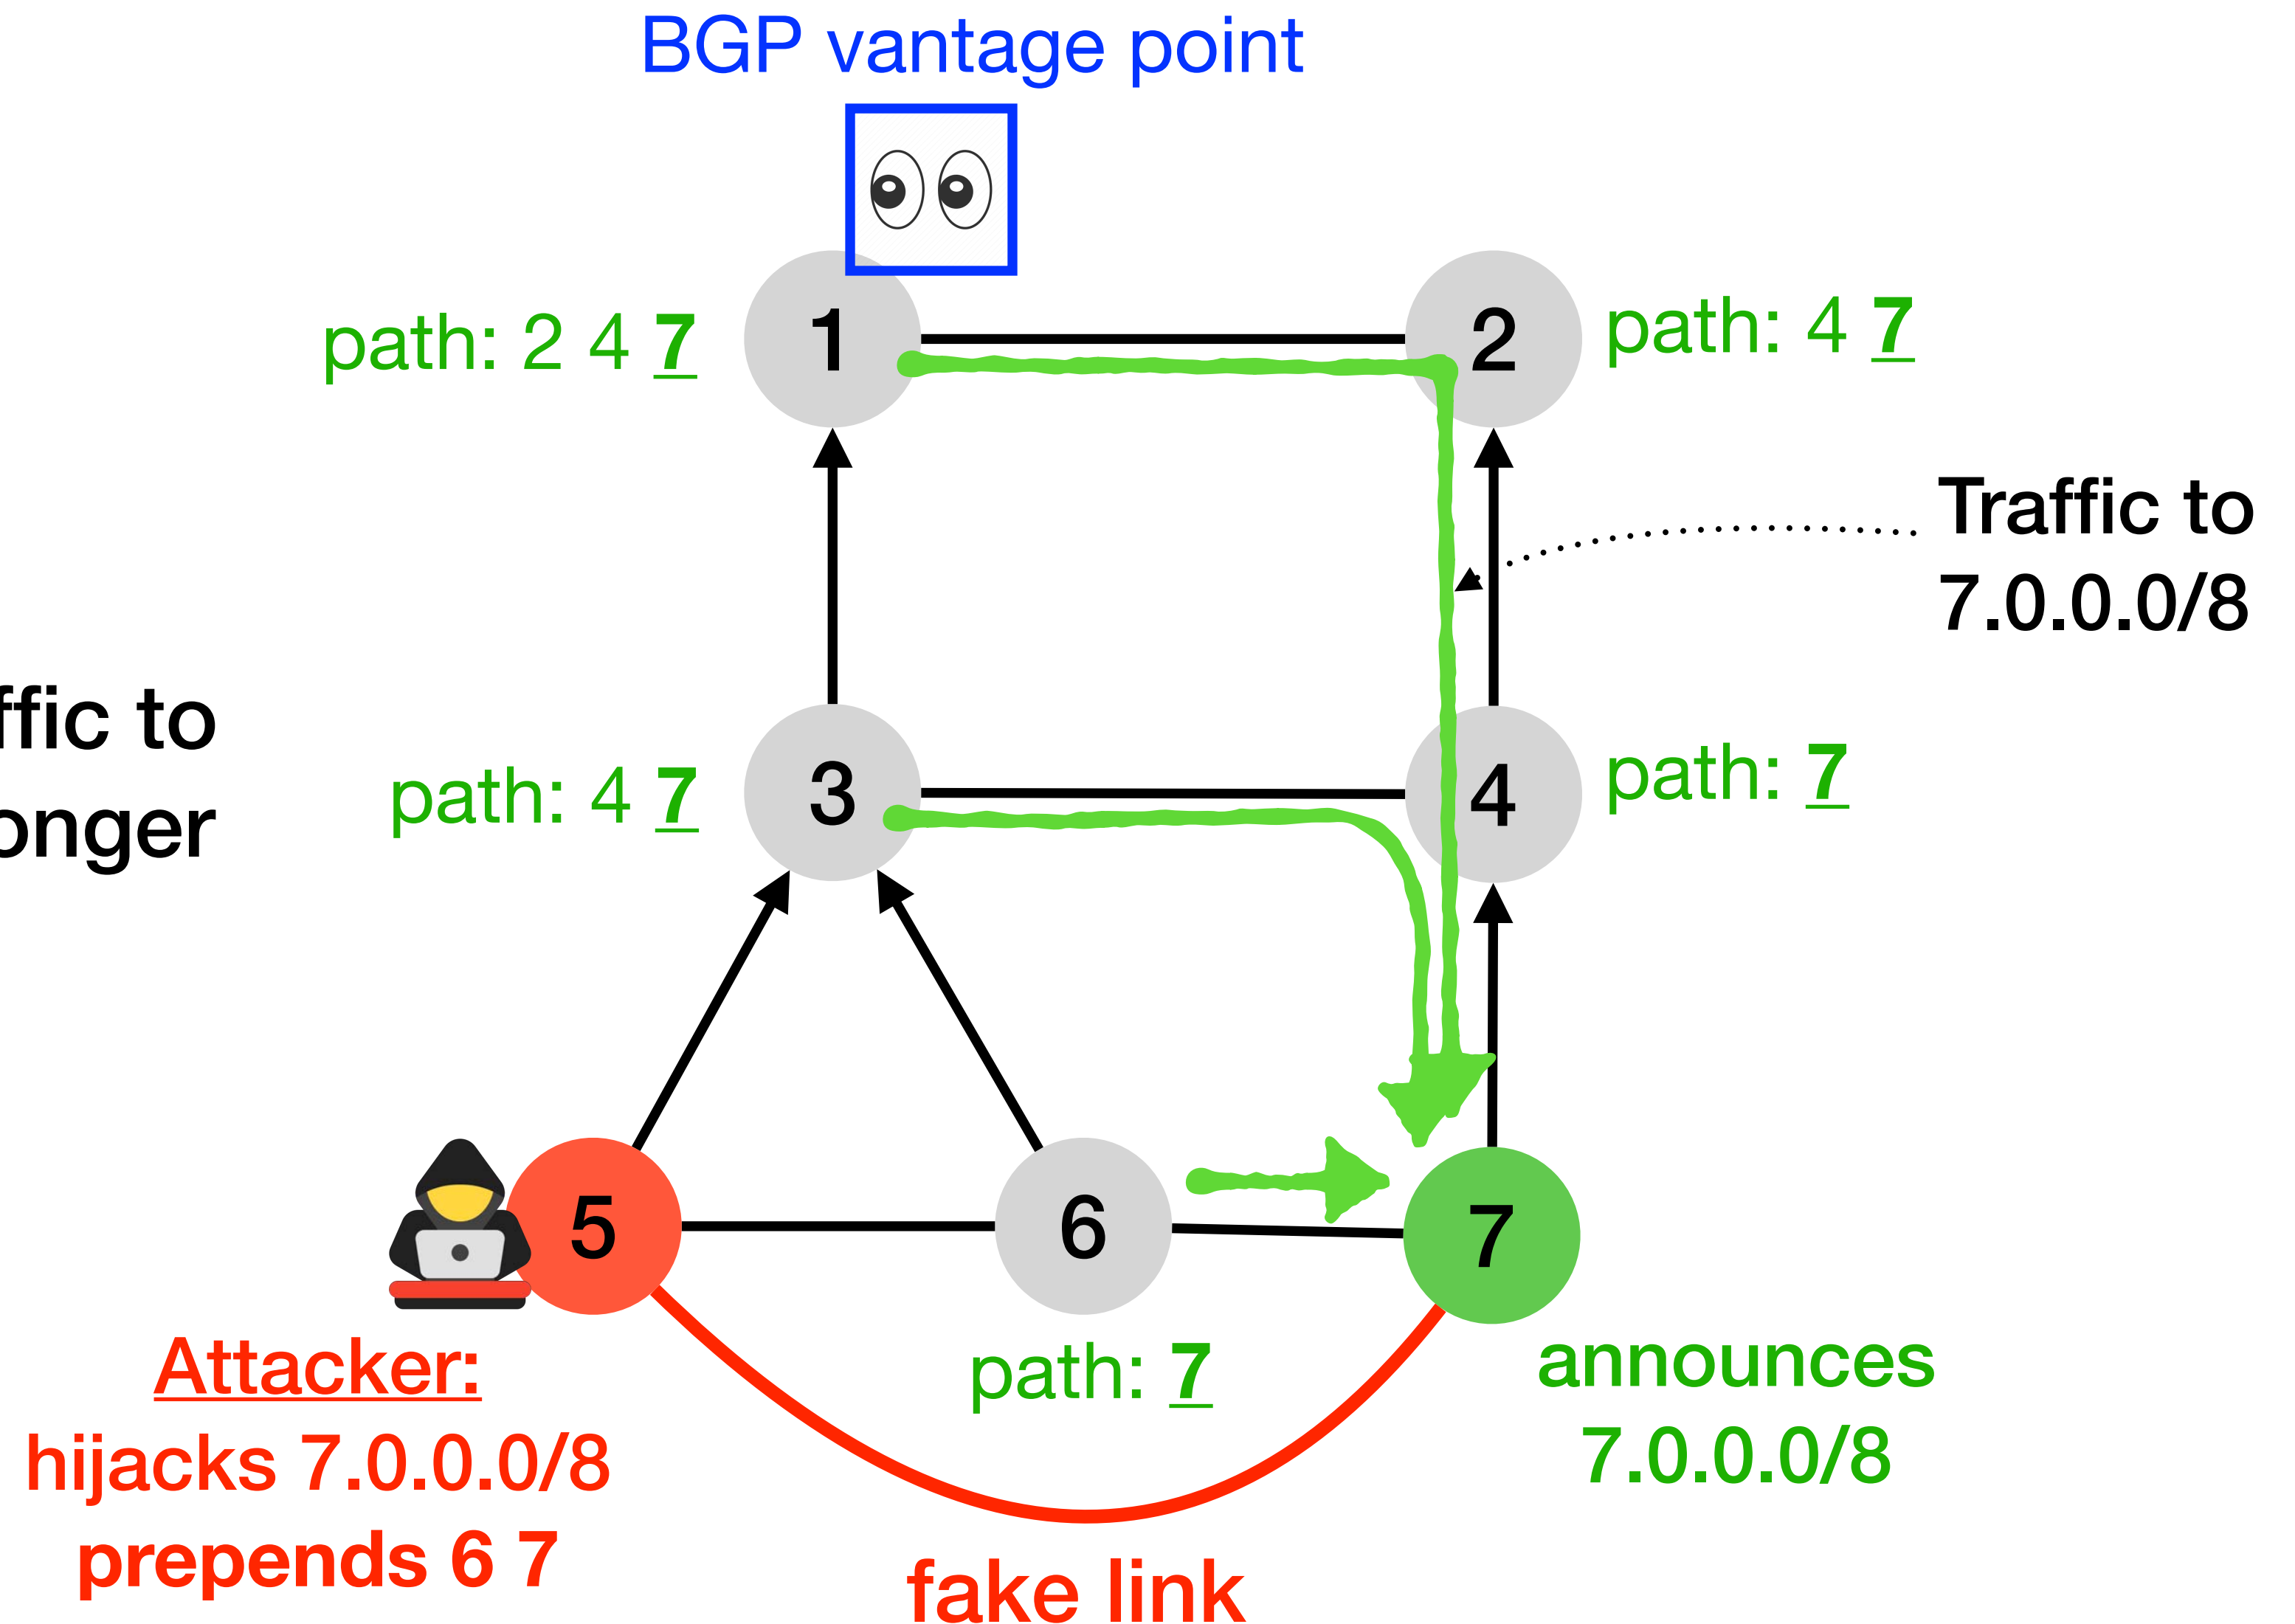 BGP vantage point
path: 2 4 7
1
2
path: 4 7
Traffic to
7.0.0.0/8
to
path: 4 7
3
4
path: 7
5
6
7
Attacker:
hijacks 7.0.0.0/8
prepends 6 7
path: 7
announces
7.0.0.0/8
fake link